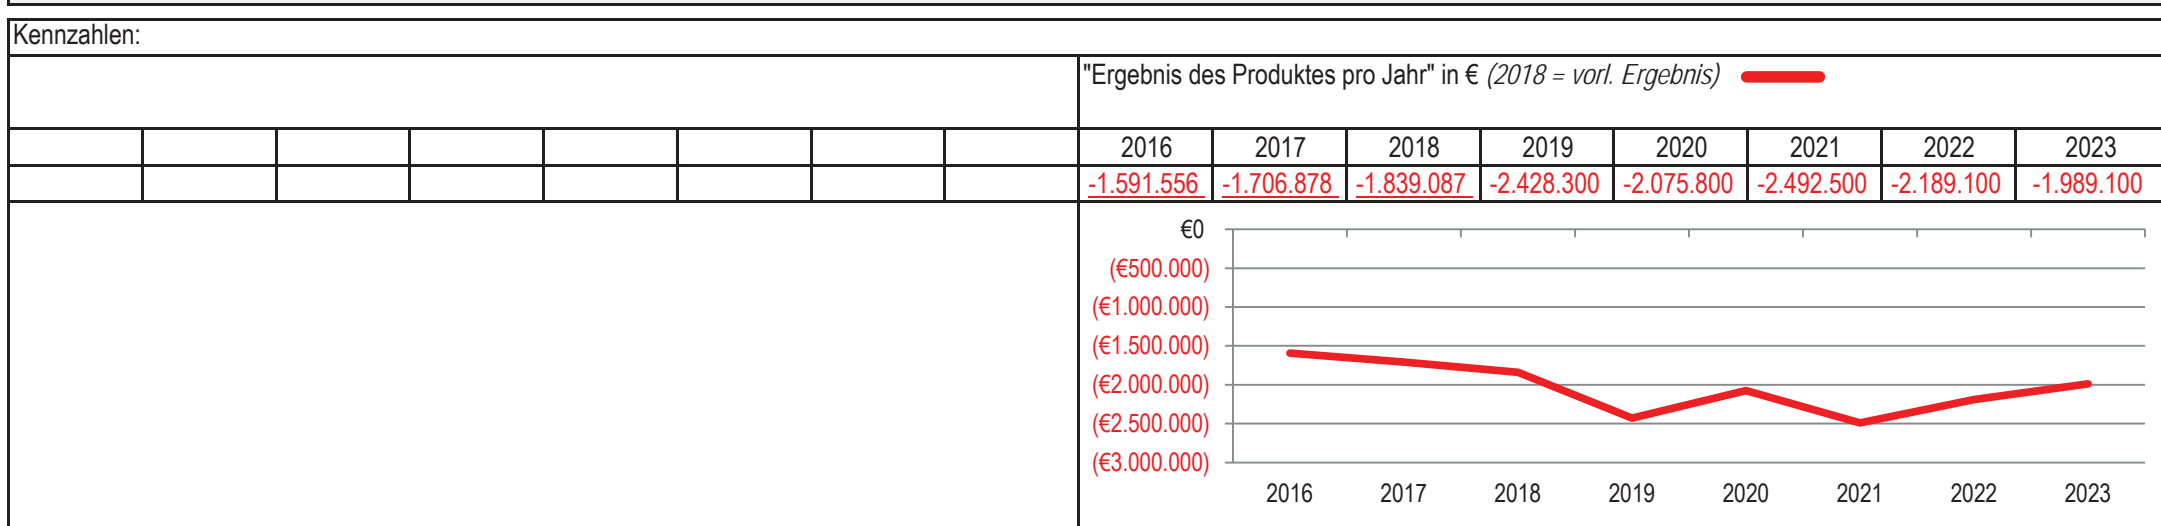 Kennzahlen:
"Ergebnis des Produktes pro Jahr" in € (2018 = vorl. Ergebnis)
2016 2017 2018 2019 2020 2021 2022 2023
-1.591.556 -1.706.878 -1.839.087 -2.428.300 -2.075.800 -2.492.500 -2.189.100 -1.989.100
€0
(€500.000)
(€1.000.000)
(€1.500.000)
(€2.000.000)
(€2.500.000)
(€3.000.000)
2016 2017 2018 2019 2020 2021 2022 2023